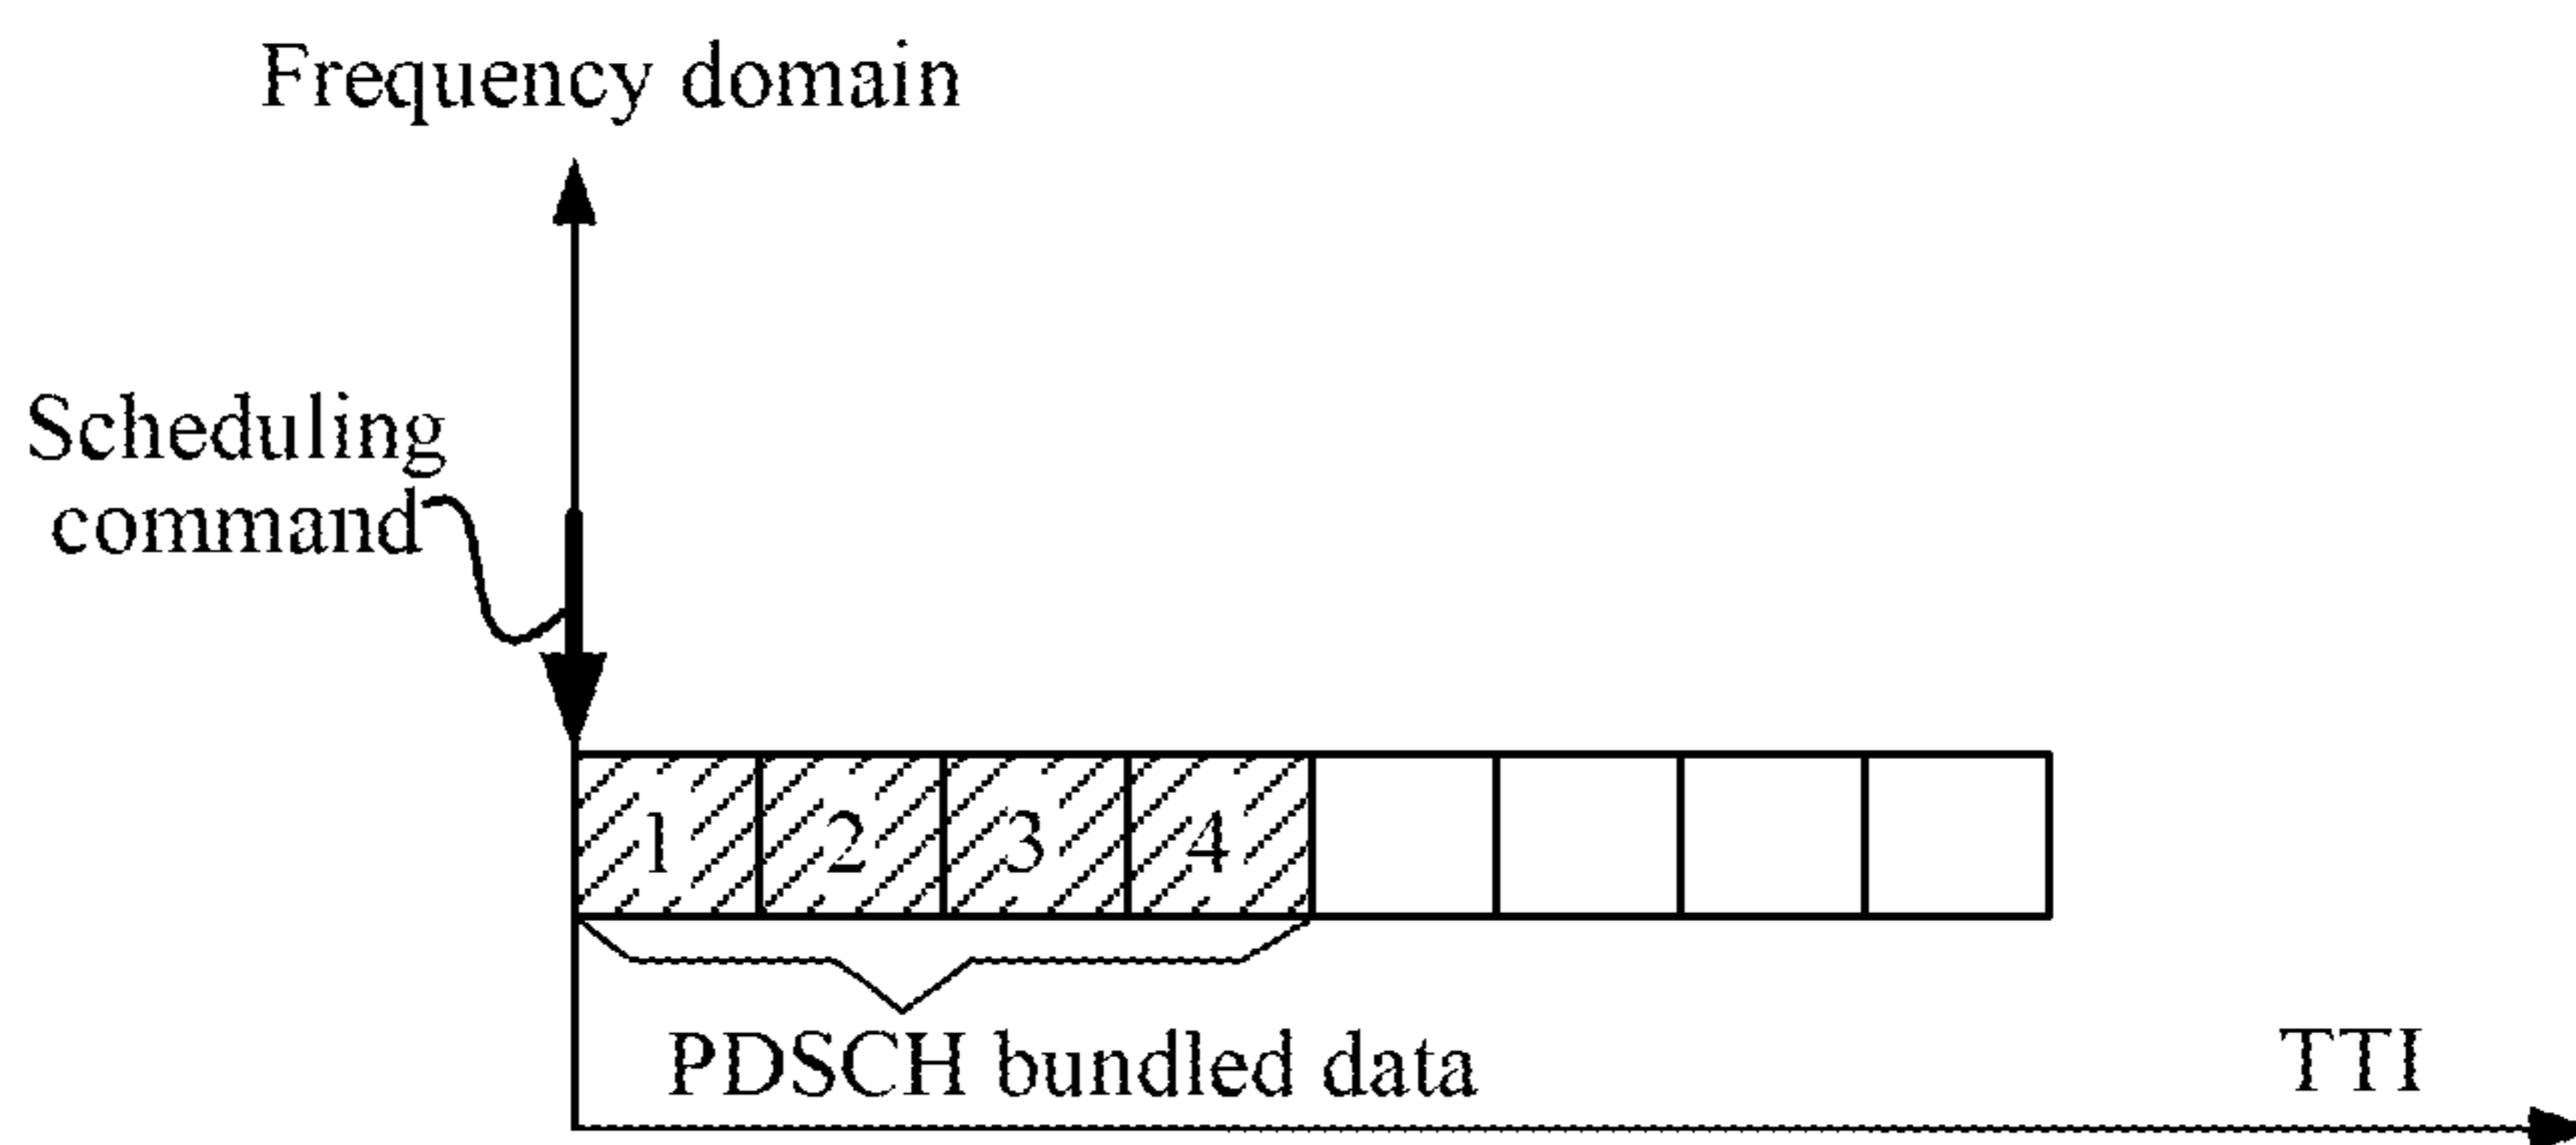 Frequency domain
Scheduling
command
1 2 3 4
PDSCH bundled data
TTI